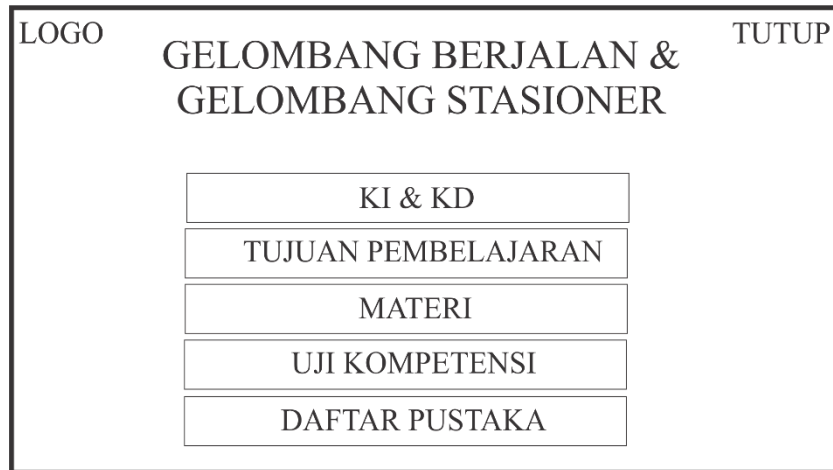 LOGO
TUTUP
GELOMBANG BERJALAN &
GELOMBANG STASIONER
KI & KD
TUJUAN PEMBELAJARAN
MATERI
UJI KOMPETENSI
DAFTAR PUSTAKA